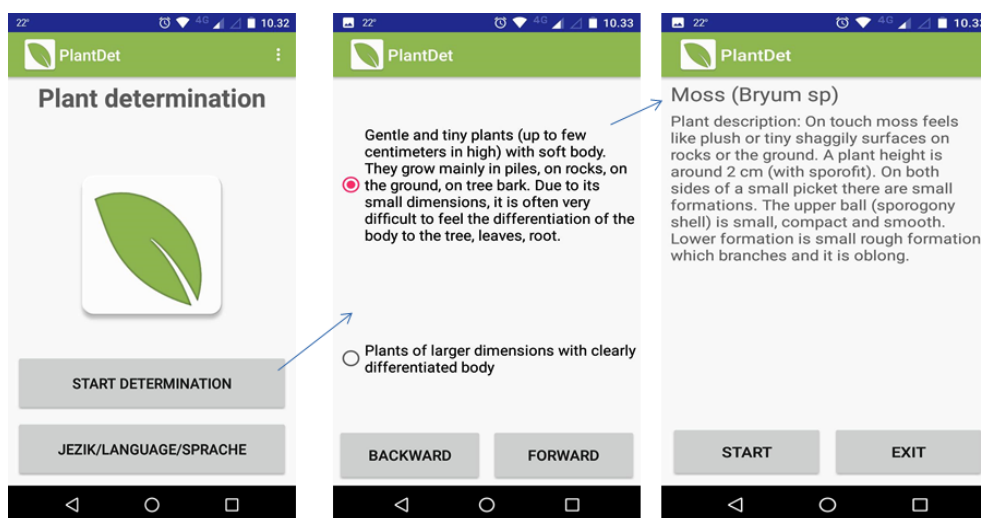 22° 4G 10.32
PlantDet
Plant determination
START DETERMINATION
JEZIK/LANGUAGE/SPRACHE
22° 4G 10.33
PlantDet
Gentle and tiny plants (up to few
centimeters in high) with soft body.
They grow mainly in piles, on rocks, on
the ground, on tree bark. Due to its
small dimensions, it is often very
difficult to feel the differentiation of the
body to the tree, leaves, root.
Plants of larger dimensions with clearly
differentiated body
BACKWARD FORWARD
22° 4G 10.33
PlantDet
Moss (Bryum sp)
Plant description: On touch moss feels
like plush or tiny shaggily surfaces on
rocks or the ground. A plant height is
around 2 cm (with sporofit). On both
sides of a small picket there are small
formations. The upper ball (sporogony
shell) is small, compact and smooth.
Lower formation is small rough formation
which branches and it is oblong.
START EXIT